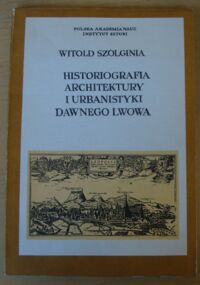 POLSKA AKADEMIA NAUK
INSTYTUT SZTUKI
WITOLD SZOLGINIA
HISTORIOGRAFIA
ARCHITEKTURY
I URBANISTYKI
DAWNEGO LWOWA